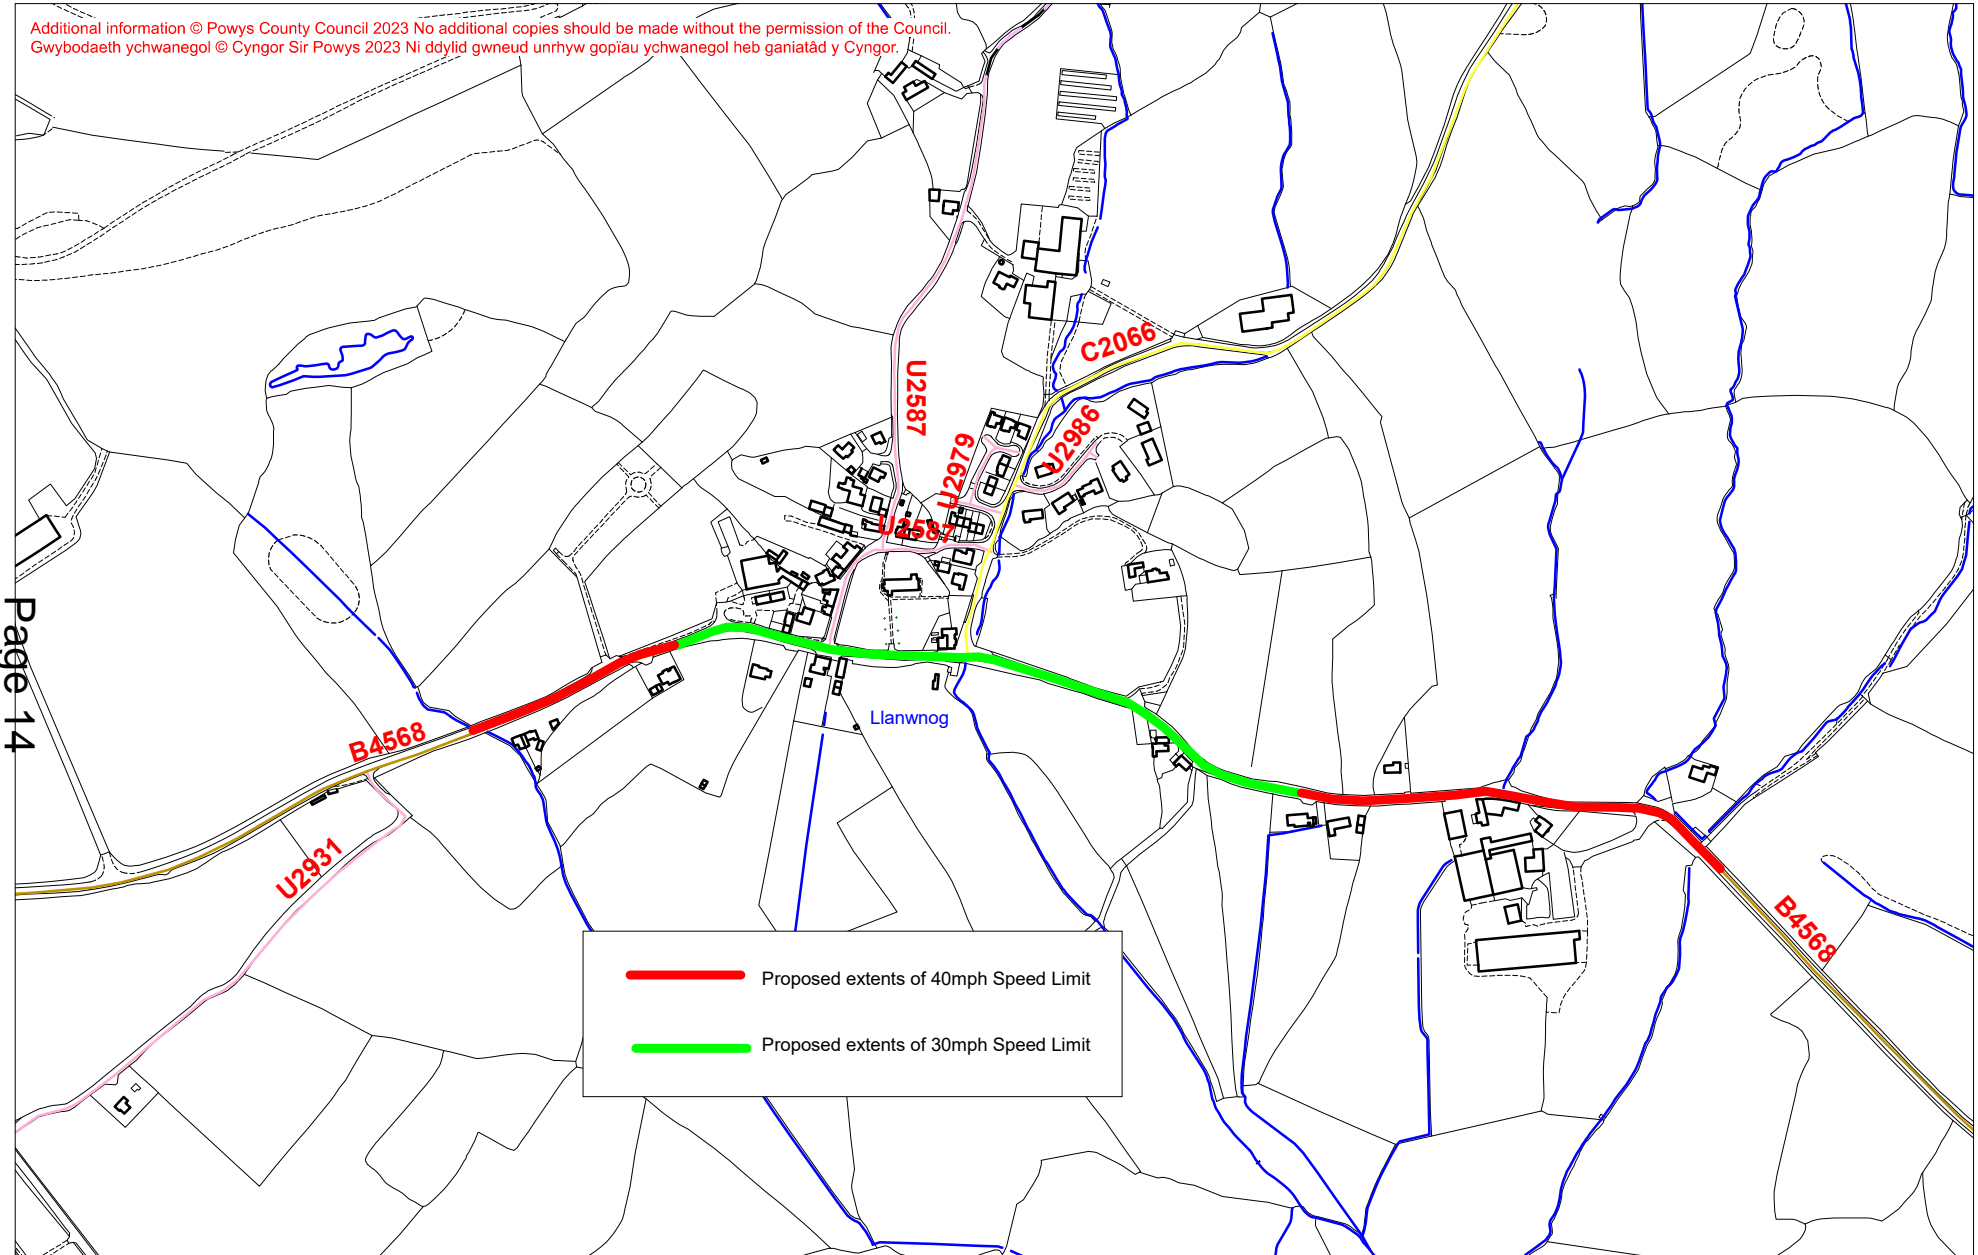 Additional information © Powys County Council 2023 No additional copies should be made without the permission of the Council.
Gwybodaeth ychwanegol © Cyngor Sir Powys 2023 Ni ddylid gwneud unrhyw gopïau ychwanegol heb ganiatâd y Cyngor.
C2066
U2587
U2986
U2979
U2587
Page 14
Llanwnog
B4568
U2931
B4568
Proposed extents of 40mph Speed Limit
Proposed extents of 30mph Speed Limit